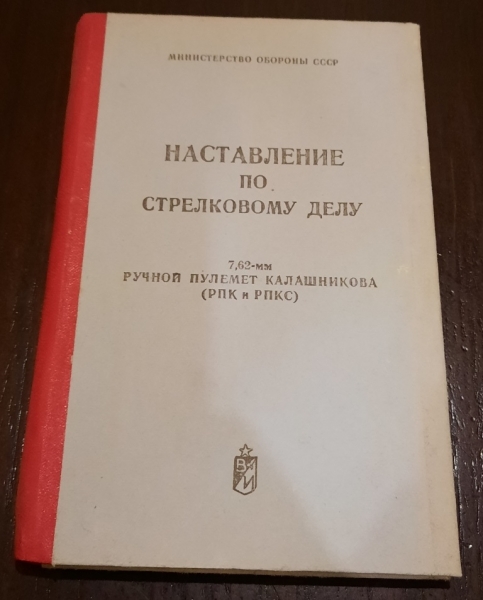 МИНИСТЕРСТВО ОБОРОНЫ СССР
НАСТАВЛЕНИЕ
ПО
СТРЕЛКОВОМУ ДЕЛУ
7,62-мм
РУЧНОЙ ПУЛЕМЕТ КАЛАШНИКОВА
(РПК и РПКС)
В
И